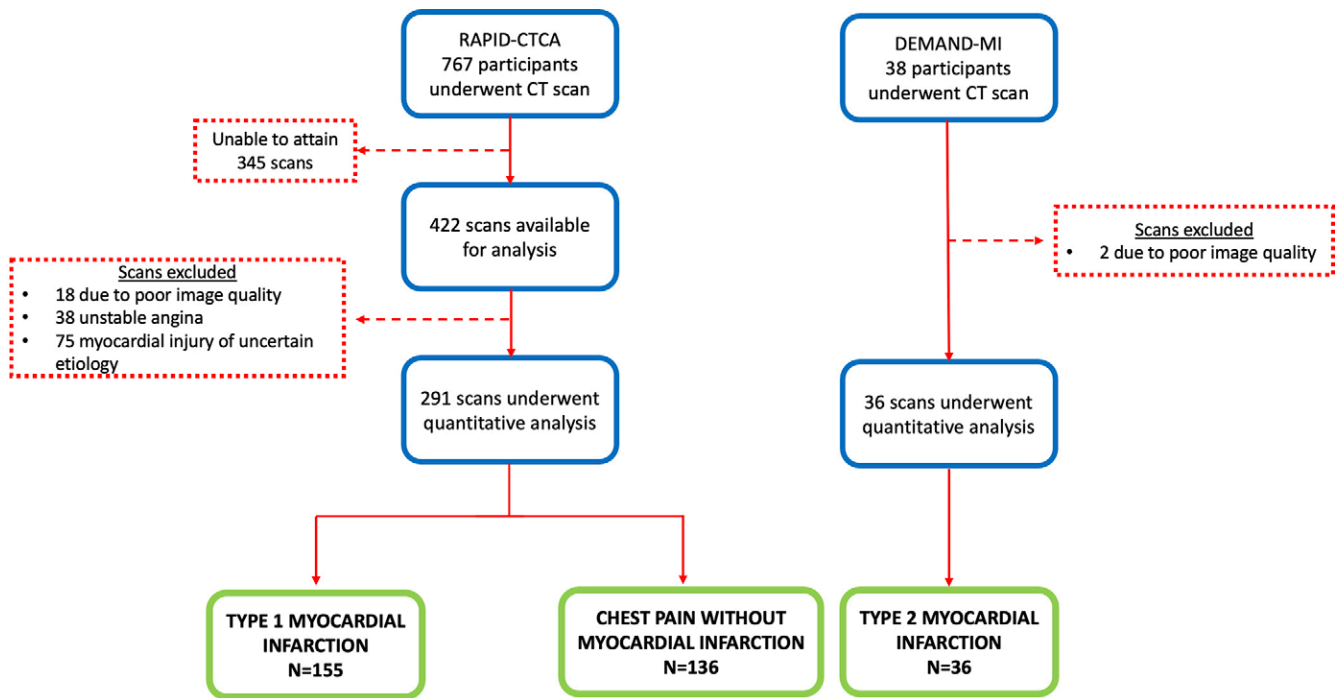 RAPID-CTCA
767 participants
underwent CT scan
DEMAND-MI
38 participants
underwent CT scan
Unable to attain
345 scans
422 scans available
for analysis
Scans excluded
• 2 due to poor image quality
Scans excluded
• 18 due to poor image quality
• 38 unstable angina
• 75 myocardial injury of uncertain
etiology
291 scans underwent
quantitative analysis
36 scans underwent
quantitative analysis
TYPE 1 MYOCARDIAL
INFARCTION
N=155
CHEST PAIN WITHOUT
MYOCARDIAL INFARCTION
N=136
TYPE 2 MYOCARDIAL
INFARCTION
N=36